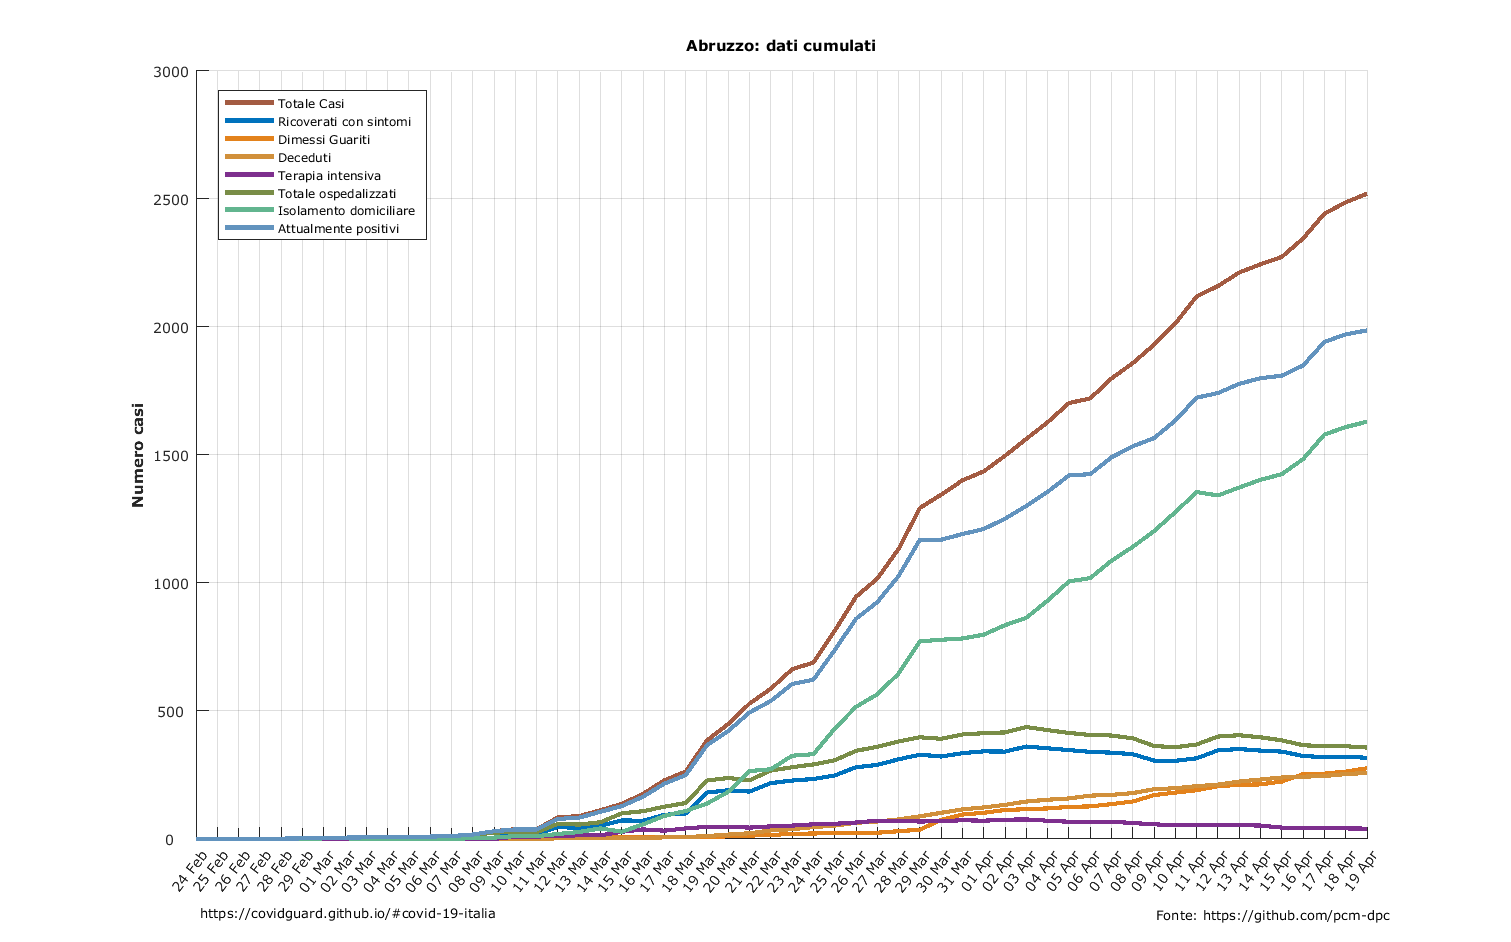 Abruzzo: dati cumulati
3000
2500
2000
1500
1000
500
0
Numero casi
Totale Casi
Ricoverati con sintomi
Dimessi Guariti
Deceduti
Terapia intensiva
Totale ospedalizzati
Isolamento domiciliare
Attualmente positivi
24 Feb
25 Feb
26 Feb
27 Feb
28 Feb
29 Feb
01 Mar
02 Mar
03 Mar
04 Mar
05 Mar
06 Mar
07 Mar
08 Mar
09 Mar
10 Mar
11 Mar
12 Mar
13 Mar
14 Mar
15 Mar
16 Mar
17 Mar
18 Mar
19 Mar
20 Mar
21 Mar
22 Mar
23 Mar
24 Mar
25 Mar
26 Mar
27 Mar
28 Mar
29 Mar
30 Mar
31 Mar
01 Apr
02 Apr
03 Apr
04 Apr
05 Apr
06 Apr
07 Apr
08 Apr
09 Apr
10 Apr
11 Apr
12 Apr
13 Apr
14 Apr
15 Apr
16 Apr
17 Apr
18 Apr
19 Apr
https://covidguard.github.io/#covid-19-italia
Fonte: https://github.com/pcm-dpc